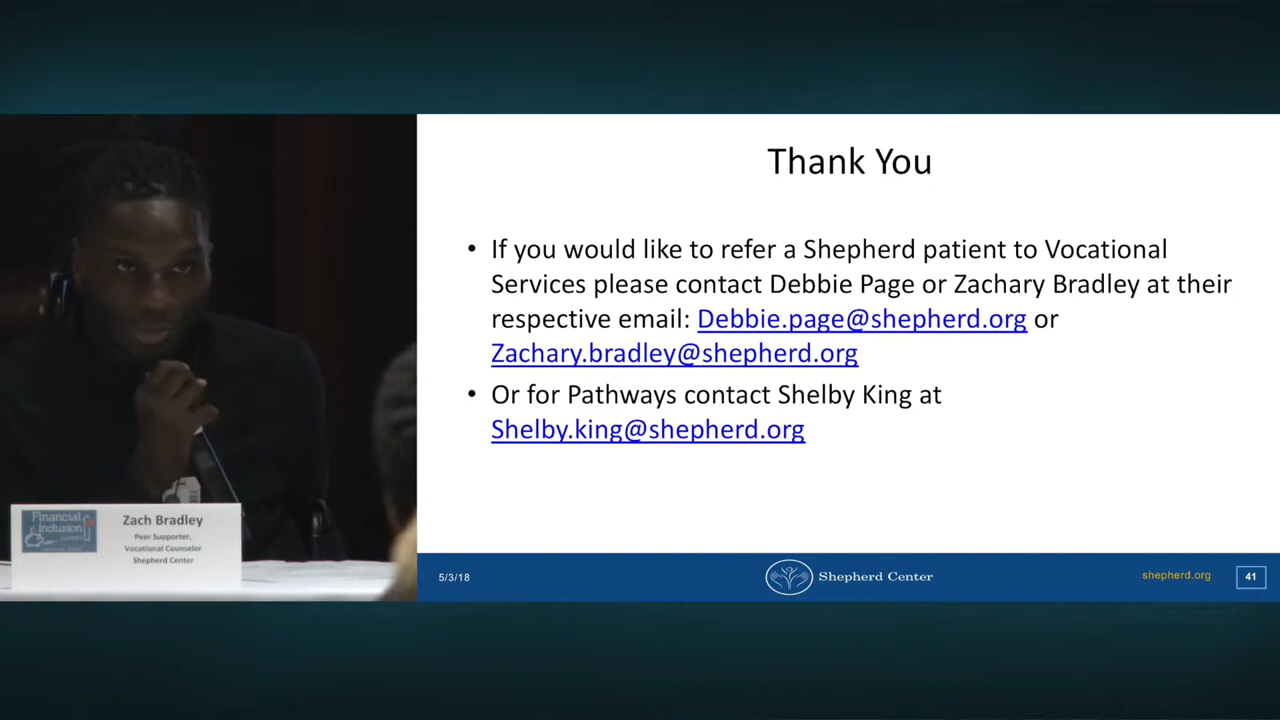 Thank You
• If you would like to refer a Shepherd patient to Vocational
Services please contact Debbie Page or Zachary Bradley at their
respective email: Debbie.page@shepherd.org or
Zachary.bradley@shepherd.org
• Or for Pathways contact Shelby King at
Shelby.king@shepherd.org
5/3/18
Shepherd Center
shepherd.org
41
Financial
Inclusion
Zach Bradley
Peer Supporter,
Vocational Counselor
Shepherd Center